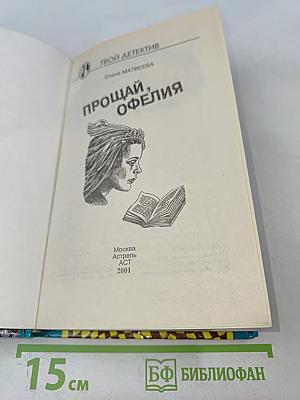 ТВОЙ ДЕТЕКТИВ
Елена МАТВЕЕВА
ПРОЩАЙ,
ОФЕЛИЯ
Москва
Астрель
АСТ
2001
15 см
БФ БИБЛИОФАН